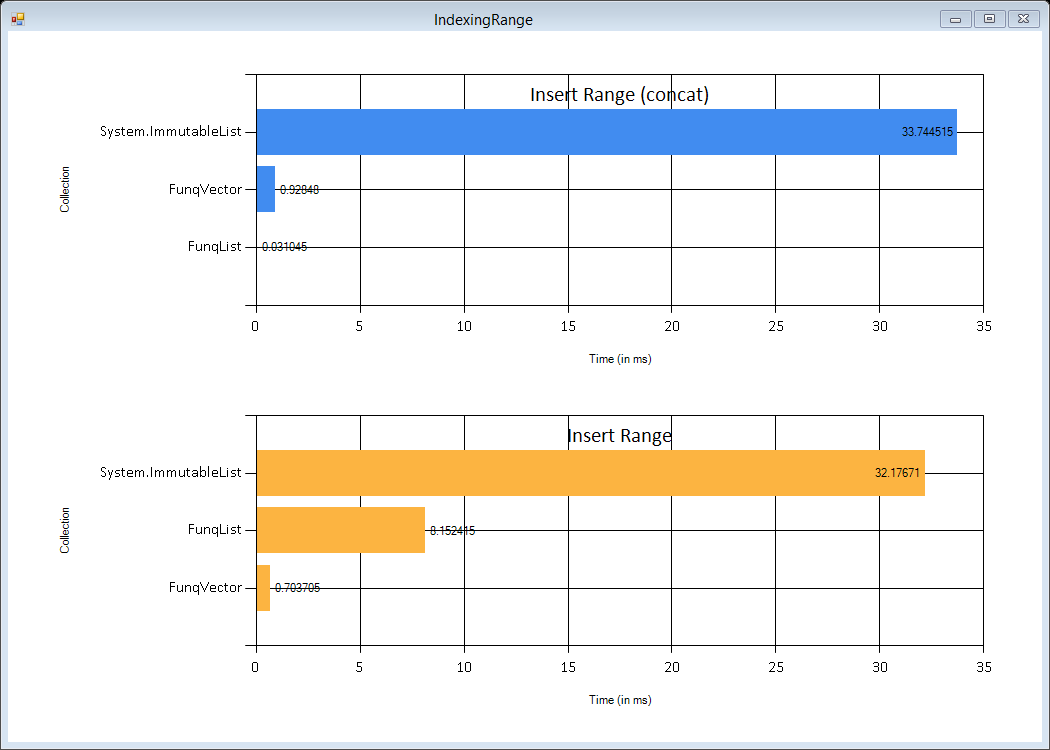 IndexingRange
Insert Range (concat)
System.ImmutableList
33.744515
FunqVector
0.92848
FunqList
0.031045
Collection
0 5 10 15 20 25 30 35
Time (in ms)
Insert Range
System.ImmutableList
32.17671
FunqList
8.152415
FunqVector
0.703705
Collection
0 5 10 15 20 25 30 35
Time (in ms)